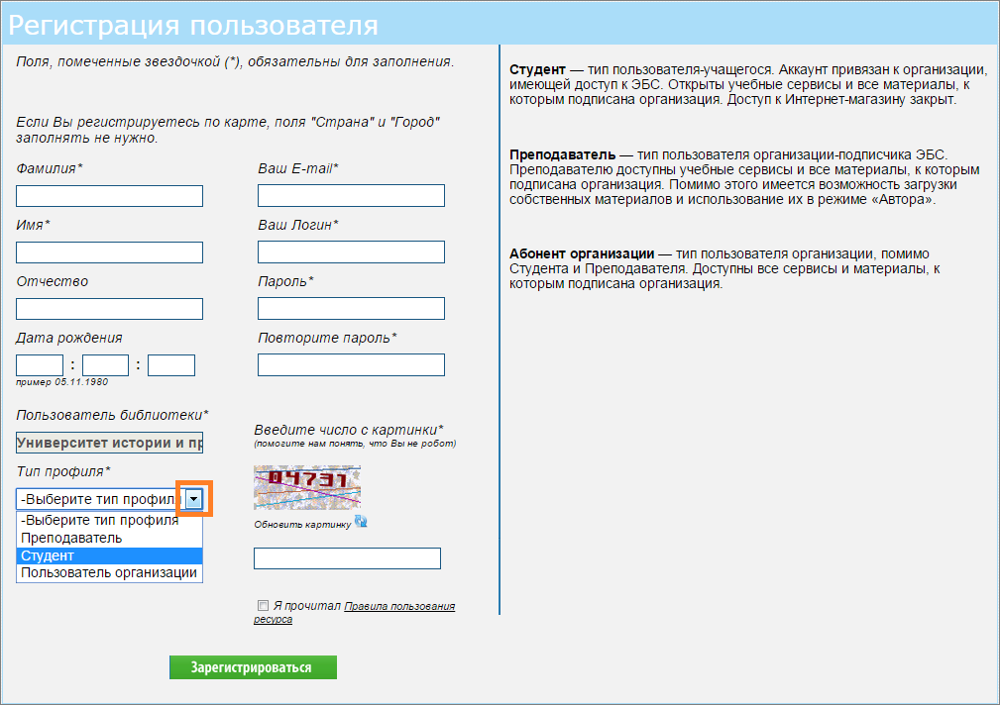 Регистрация пользователя
Поля, помеченные звездочкой (*), обязательны для заполнения.
Если Вы регистрируетесь по карте, поля "Страна" и "Город"
заполнять не нужно.
Фамилия*
Имя*
Отчество
Дата рождения
: :
пример 05.11.1980
Пользователь библиотеки*
Университет истории и пр
Тип профиля*
-Выберите тип профиля
-Выберите тип профиля
Преподаватель
Студент
Пользователь организации
Ваш E-mail*
Ваш Логин*
Пароль*
Повторите пароль*
Введите число с картинки*
(помогите нам понять, что Вы не робот)
04731
Обновить картинку
Я прочитал Правила пользования
ресурса
Зарегистрироваться
Студент — тип пользователя-учащегося. Аккаунт привязан к организации,
имеющей доступ к ЭБС. Открыты учебные сервисы и все материалы, к
которым подписана организация. Доступ к Интернет-магазину закрыт.
Преподаватель — тип пользователя организации-подписчика ЭБС.
Преподавателю доступны учебные сервисы и все материалы, к которым
подписана организация. Помимо этого имеется возможность загрузки
собственных материалов и использование их в режиме «Автора».
Абонент организации — тип пользователя организации, помимо
Студента и Преподавателя. Доступны все сервисы и материалы, к
которым подписана организация.